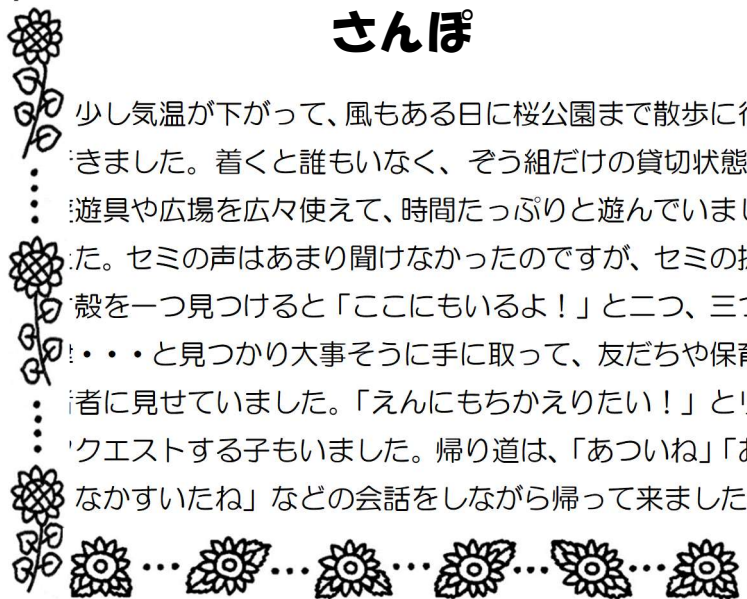 さんぽ
少し気温が下がって、風もある日に桜公園まで散歩に行
きました。着くと誰もいなく、ぞう組だけの貸切状態
遊具や広場を広々使えて、時間たっぷりと遊んでいまし
た。セミの声はあまり聞けなかったのですが、セミの抜
殻を一つ見つけると「ここにもいるよ！」と二つ、三つ
・・・と見つかり大事そうに手に取って、友だちや保育
者に見せていました。「えんにもちかえりたい！」とリ
クエストする子もいました。帰り道は、「あついね」「お
なかすいたね」などの会話をしながら帰って来ました